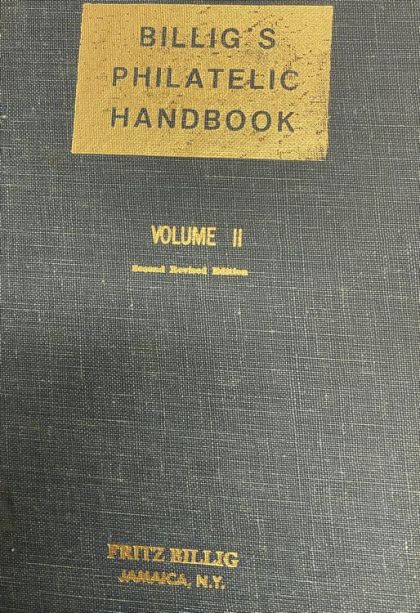 BILLIG'S
PHILATELIC
HANDBOOK
VOLUME II
Second Revised Edition
FRITZ BILLIG
JAMAICA, N.Y.